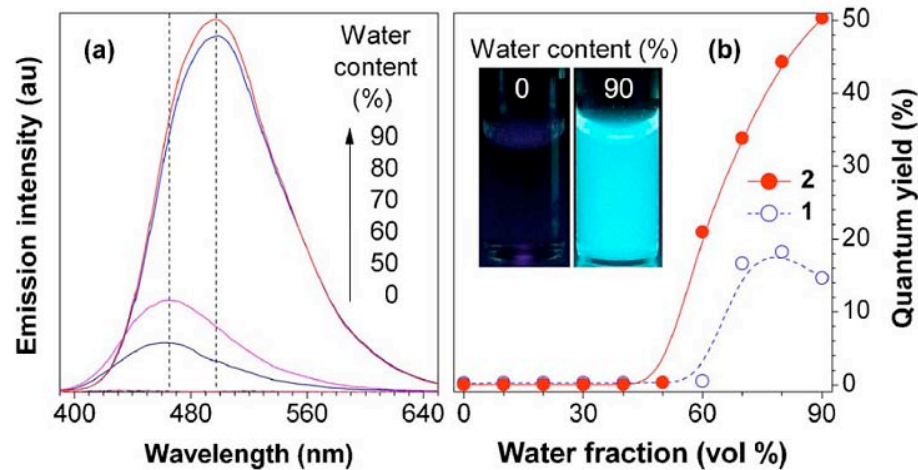 (a)
Water
content
(%)
90
80
70
60
50
0
Emission intensity (au)
400 480 560 640
Wavelength (nm)
Water content (%)
0 90
(b)
2
1
50
40
30
20
10
0
Quantum yield (%)
0 30 60 90
Water fraction (vol %)